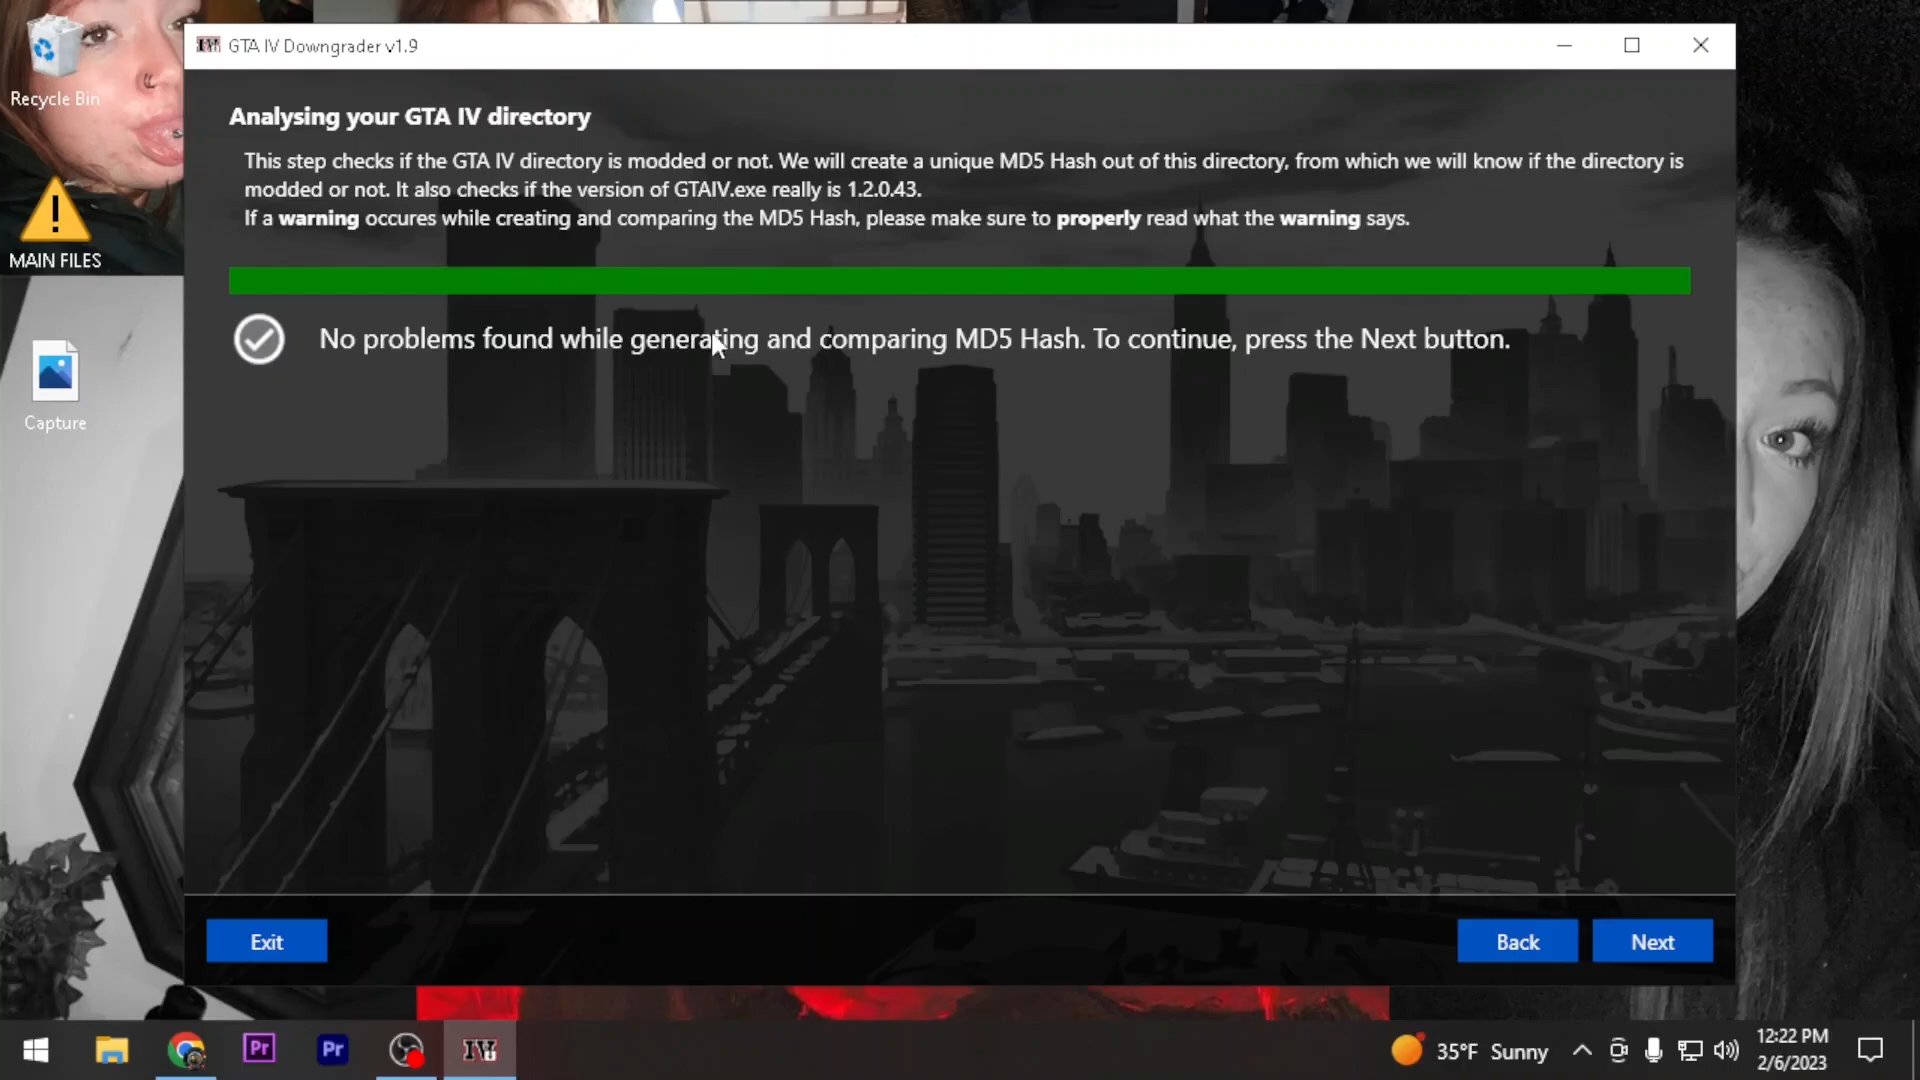 GTA IV Downgrader v1.9
Recycle Bin
MAIN FILES
Capture
Analysing your GTA IV directory
This step checks if the GTA IV directory is modded or not. We will create a unique MD5 Hash out of this directory, from which we will know if the directory is
modded or not. It also checks if the version of GTAIV.exe really is 1.2.0.43.
If a warning occures while creating and comparing the MD5 Hash, please make sure to properly read what the warning says.
No problems found while generating and comparing MD5 Hash. To continue, press the Next button.
Exit
Back
Next
Pr
Pr
IV
35°F Sunny
12:22 PM
2/6/2023